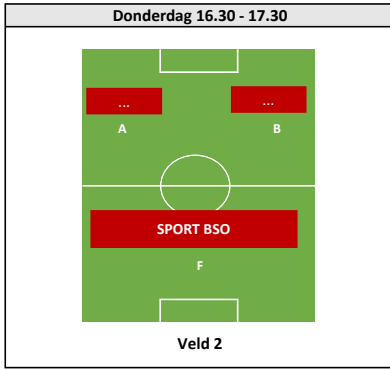 Donderdag 16.30 - 17.30
... ...
A B
SPORT BSO
F
Veld 2